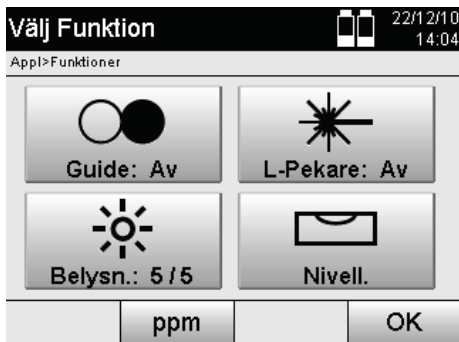 Välj Funktion
22/12/10
14:04
Appl>Funktioner
Guide: Av
L-Pekare: Av
Belysn.: 5/5
Nivell.
ppm
OK